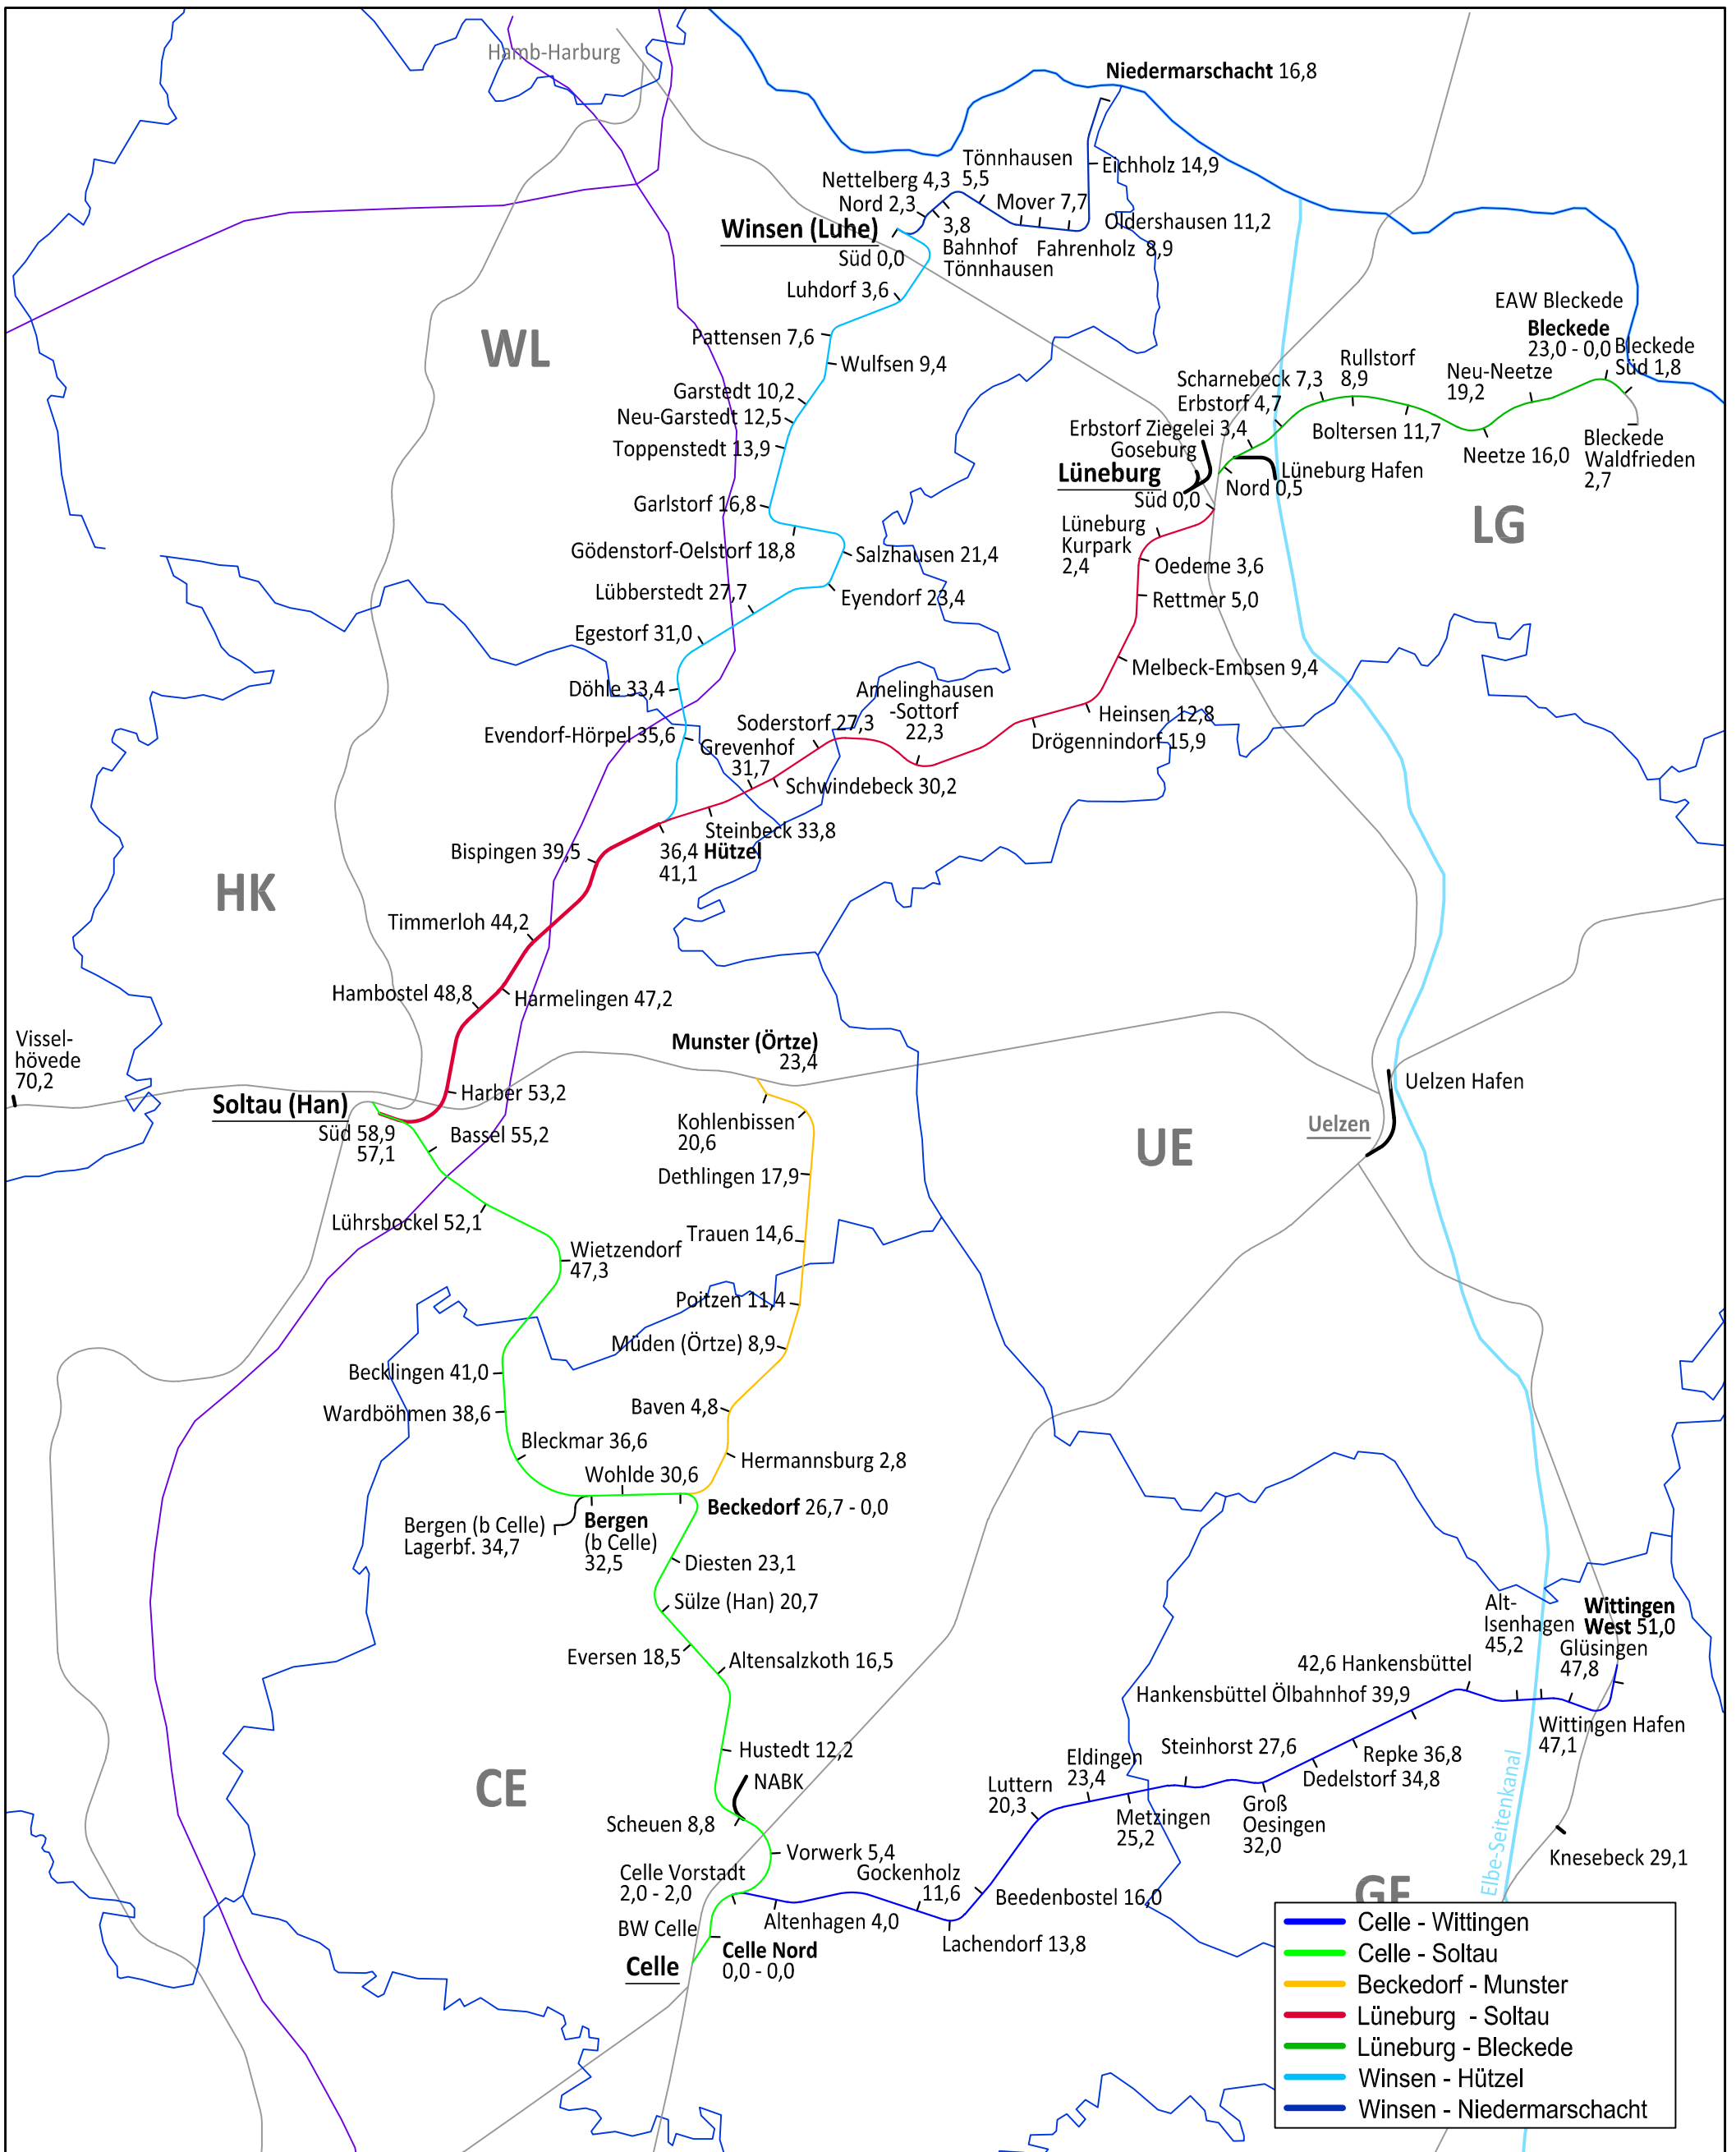 Hamb-Harburg
Niedermarschacht 16,8
Tönnhausen
5,5
Eichholz 14,9
Nettelberg 4,3
Nord 2,3
Mover 7,7
Oldershausen 11,2
Winsen (Luhe)
3,8
Bahnhof
Tönnhausen
Fahrenholz 8,9
Süd 0,0
Luhdorf 3,6
Pattensen 7,6
Wulfsen 9,4
Garstedt 10,2
Neu-Garstedt 12,5
Toppenstedt 13,9
Garlstorf 16,8
Gödenstorf-Oelstorf 18,8
Salzhausen 21,4
Lübberstedt 27,7
Eyendorf 23,4
Egestorf 31,0
Döhle 33,4
Evendorf-Hörpel 35,6
WL
EAW Bleckede
Bleckede
23,0 - 0,0
Bleckede
Süd 1,8
Rullstorf
8,9
Neu-Neetze
19,2
Scharnebeck 7,3
Erbstorf 4,7
Erbstorf Ziegelei 3,4
Goseburg
Boltersen 11,7
Neetze 16,0
Bleckede
Waldfrieden
2,7
Lüneburg
Lüneburg Hafen
Nord 0,5
Süd 0,0
LG
Lüneburg
Kurpark
2,4
Oedeme 3,6
Rettmer 5,0
Melbeck-Embsen 9,4
Heinsen 12,8
Drögennindorf 15,9
Amelinghausen
-Sottorf
22,3
Soderstorf 27,3
Grevenhof
31,7
Schwindebeck 30,2
Steinbeck 33,8
36,4 Hützel
41,1
Bispingen 39,5
HK
Timmerloh 44,2
Hambostel 48,8
Harmelingen 47,2
Vissel-
hövede
70,2
Harber 53,2
Soltau (Han)
Süd 58,9
57,1
Bassel 55,2
Lührsbockel 52,1
Wietzendorf
47,3
Munster (Örtze)
23,4
Kohlenbissen
20,6
Dethlingen 17,9
Trauen 14,6
Poitzen 11,4
Müden (Örtze) 8,9
Baven 4,8
Hermannsburg 2,8
UE
Uelzen
Uelzen Hafen
Becklingen 41,0
Wardböhmen 38,6
Bleckmar 36,6
Wohlde 30,6
Beckedorf 26,7 - 0,0
Bergen (b Celle)
Lagerbf. 34,7
Bergen
(b Celle)
32,5
Diesten 23,1
Sülze (Han) 20,7
Eversen 18,5
Altensalzkoth 16,5
Hustedt 12,2
NABK
CE
Scheuen 8,8
Vorwerk 5,4
Celle Vorstadt
2,0 - 2,0
BW Celle
Celle Nord
0,0 - 0,0
Celle
Altenhagen 4,0
Gockenholz
11,6
Lachendorf 13,8
Beedenbostel 16,0
Luttern
20,3
Eldingen
23,4
Metzingen
25,2
Steinhorst 27,6
Groß
Oesingen
32,0
Dedelstorf 34,8
Repke 36,8
Hankensbüttel Ölbahnhof 39,9
42,6 Hankensbüttel
Alt-
Isenhagen
45,2
Wittingen
West 51,0
Glüsingen
47,8
Wittingen Hafen
47,1
Knesebeck 29,1
Elbe-Seitenkanal
GF
Celle - Wittingen
Celle - Soltau
Beckedorf - Munster
Lüneburg - Soltau
Lüneburg - Bleckede
Winsen - Hützel
Winsen - Niedermarschacht